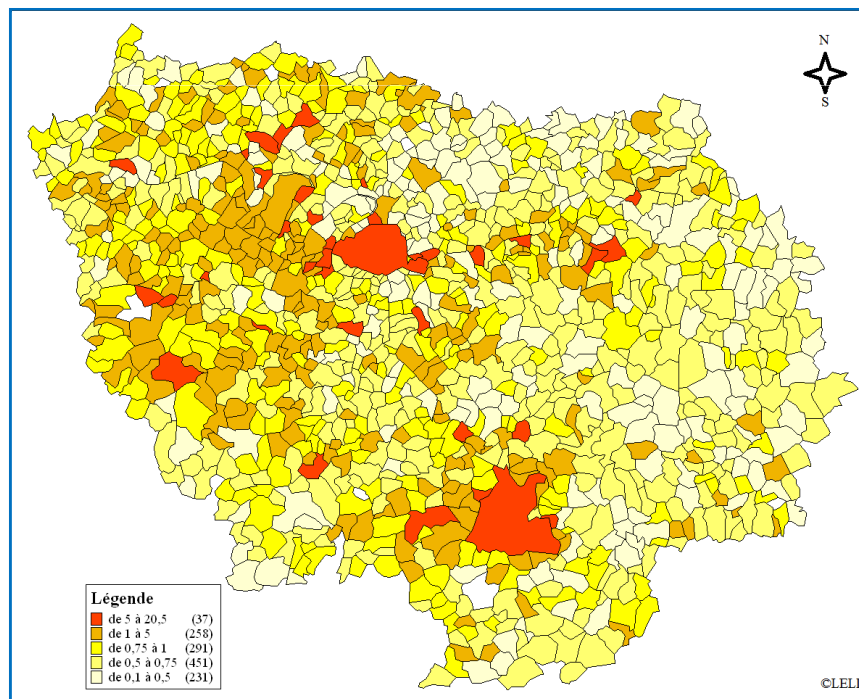 N
S
Légende
de 5 à 20,5 (37)
de 1 à 5 (258)
de 0,75 à 1 (291)
de 0,5 à 0,75 (451)
de 0,1 à 0,5 (231)